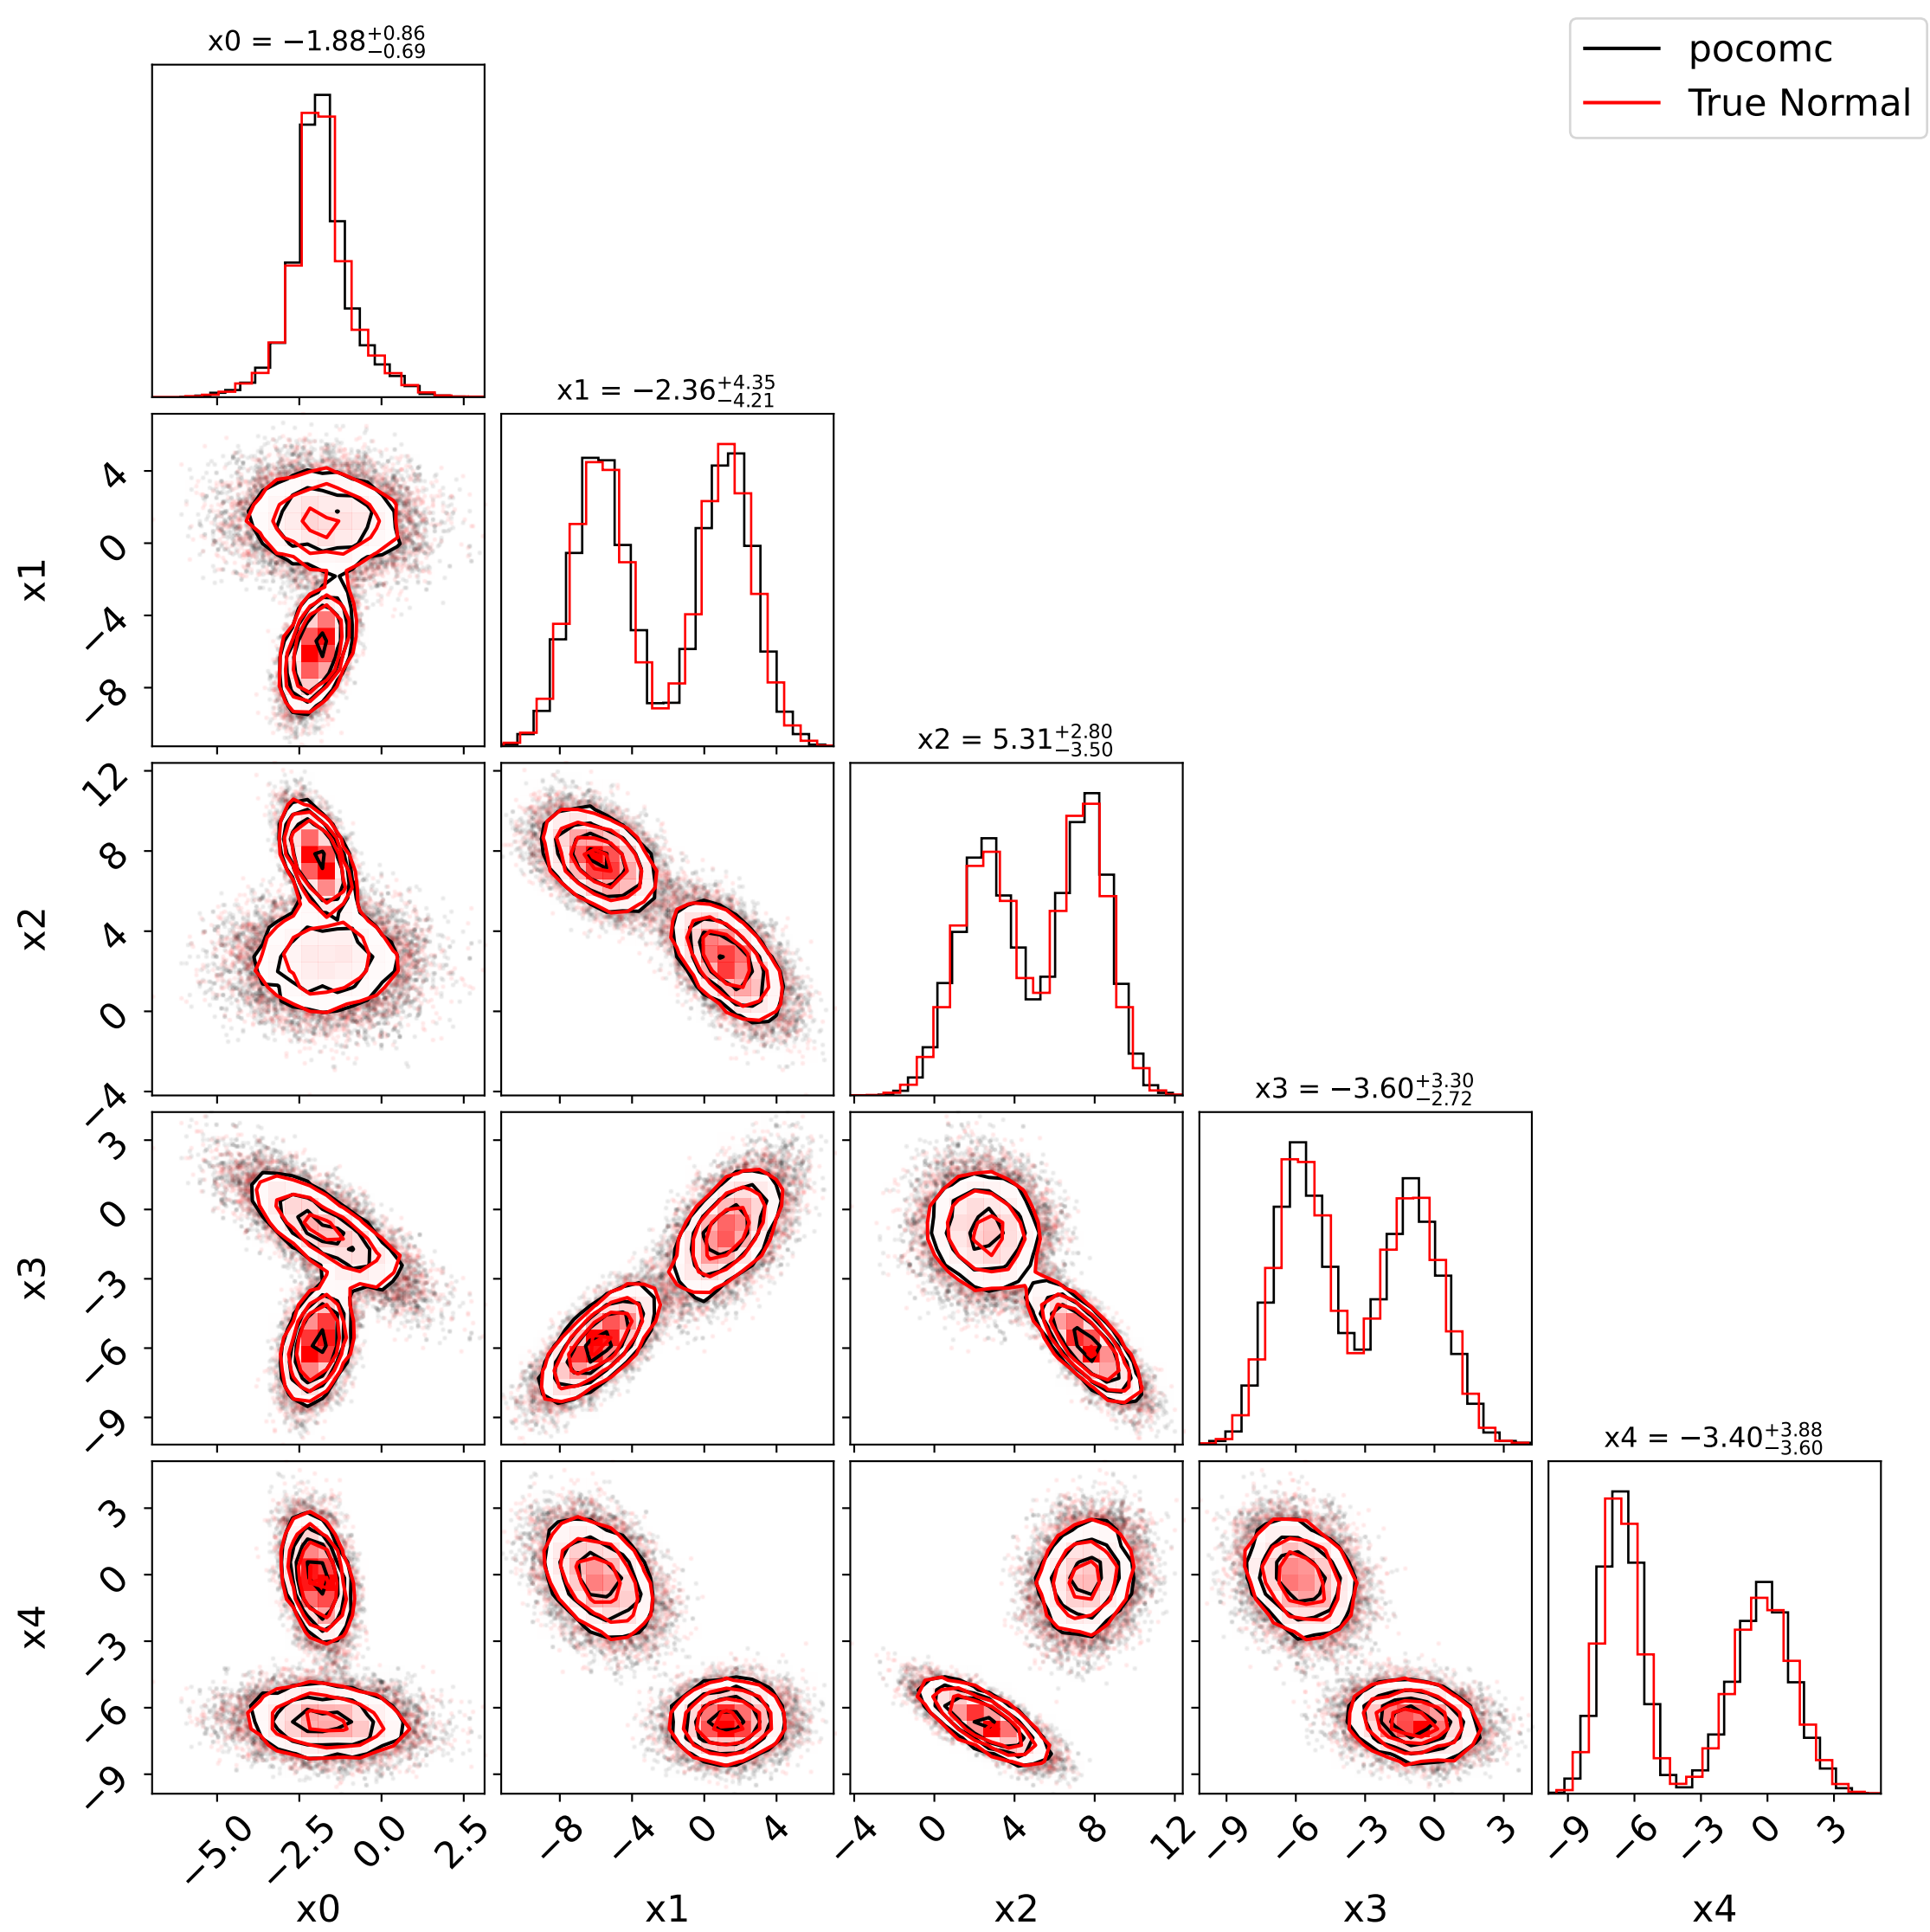 pocomc
True Normal
x0 = −1.88 +0.86 −0.69
x1 = −2.36 +4.35 −4.21
x2 = 5.31 +2.80 −3.50
x3 = −3.60 +3.30 −2.72
x4 = −3.40 +3.88 −3.60
x1
4
0
−4
−8
x2
12
8
4
0
−4
x3
3
0
−3
−6
−9
x4
3
0
−3
−6
−9
−5.0 −2.5 0.0 2.5
−8 −4 0 4
−4 0 4 8 12
−9 −6 −3 0 3
−9 −6 −3 0 3
x0 x1 x2 x3 x4